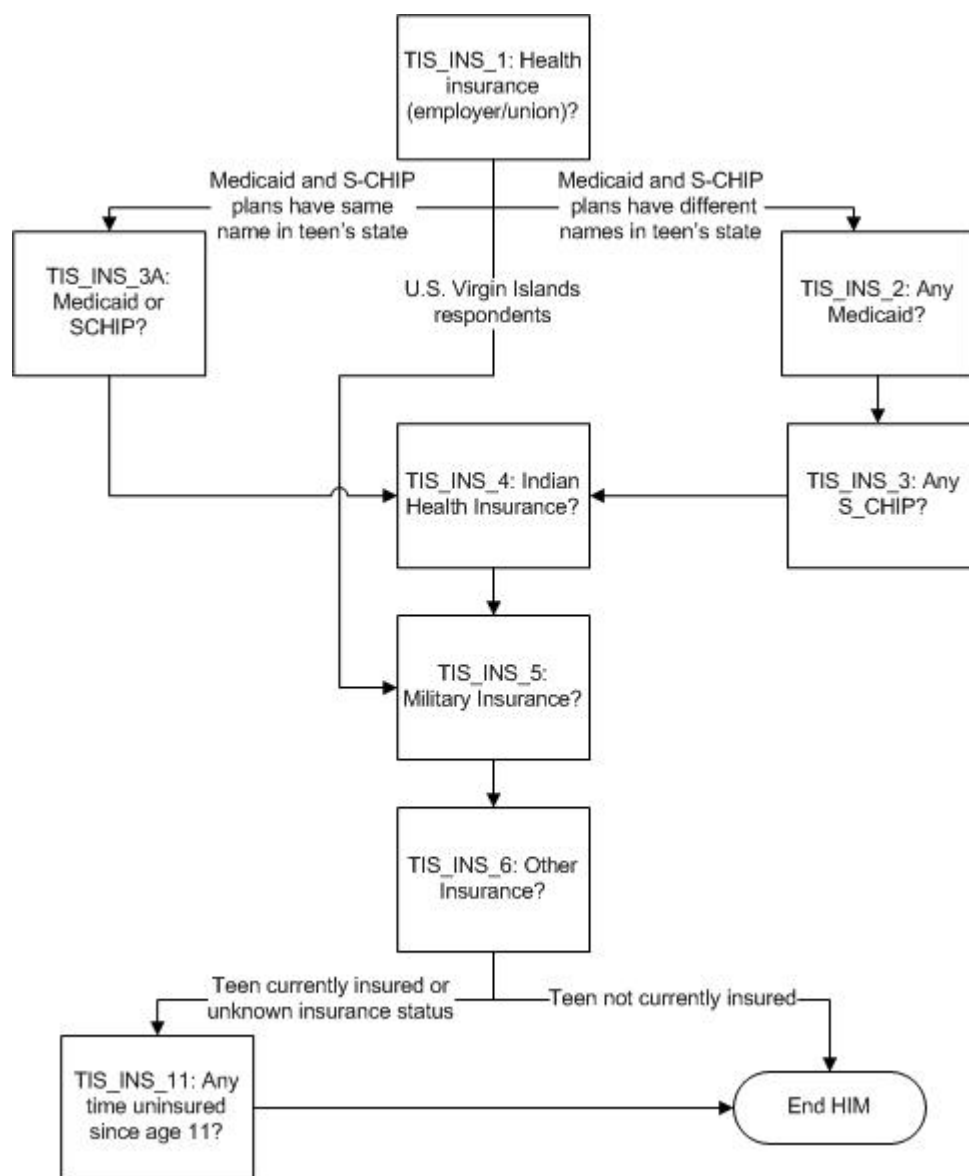 TIS_INS_1: Health
insurance
(employer/union)?
Medicaid and S-CHIP
plans have same
name in teen's state
Medicaid and S-CHIP
plans have different
names in teen's state
TIS_INS_3A:
Medicaid or
SCHIP?
U.S. Virgin Islands
respondents
TIS_INS_2: Any
Medicaid?
TIS_INS_4: Indian
Health Insurance?
TIS_INS_3: Any
S_CHIP?
TIS_INS_5:
Military Insurance?
TIS_INS_6: Other
Insurance?
Teen currently insured or
unknown insurance status
Teen not currently insured
TIS_INS_11: Any
time uninsured
since age 11?
End HIM